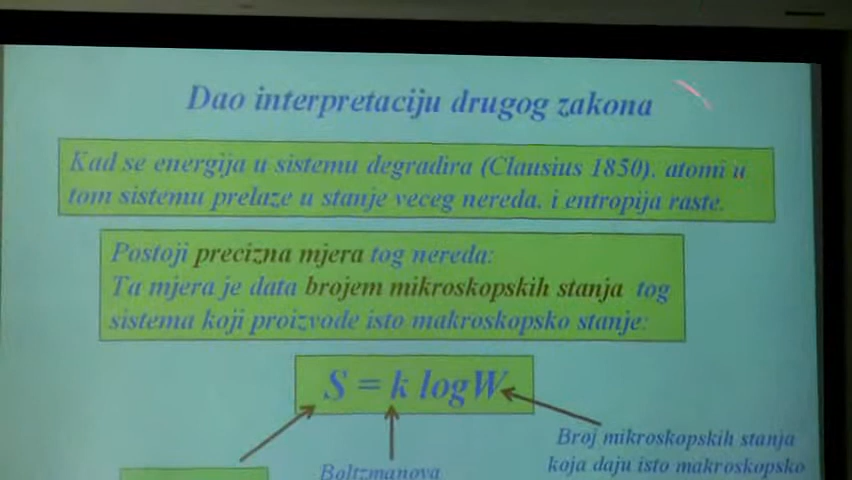 Dao interpretaciju drugog zakona
Kad se energija u sistemu degradira (Clausius 1850), atomi u
tom sistemu prelaze u stanje veceg nereda, i entropija raste.
Postoji precizna mjera tog nereda:
Ta mjera je data brojem mikroskopskih stanja tog
sistema koji proizvode isto makroskopsko stanje:
S = k logW
Broj mikroskopskih stanja
koja daju isto makroskopsko
Boltzmanova